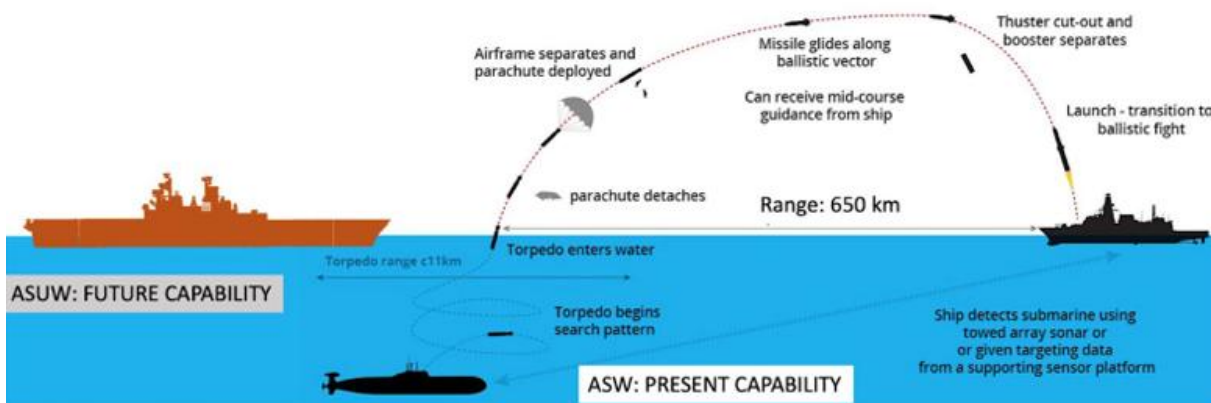 Thuster cut-out and
booster separates
Missile glides along
ballistic vector
Airframe separates and
parachute deployed
Can receive mid-course
guidance from ship
Launch - transition to
ballistic fight
parachute detaches
Range: 650 km
Torpedo enters water
Torpedo range c11km
ASUW: FUTURE CAPABILITY
Torpedo begins
search pattern
Ship detects submarine using
towed array sonar or
or given targeting data
from a supporting sensor platform
ASW: PRESENT CAPABILITY